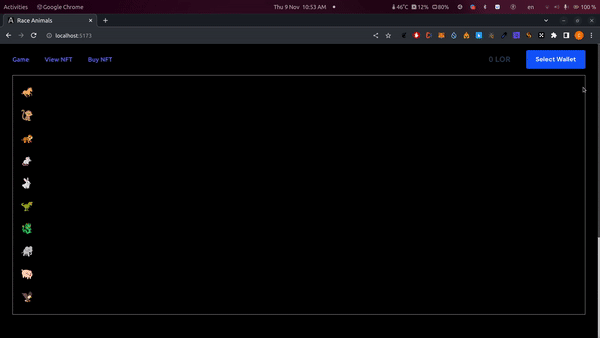 Activities Google Chrome Thu 9 Nov 10:53 AM 46°C 12% 80% en 100 %
Race Animals
localhost:5173
Game View NFT Buy NFT 0 LOR Select Wallet